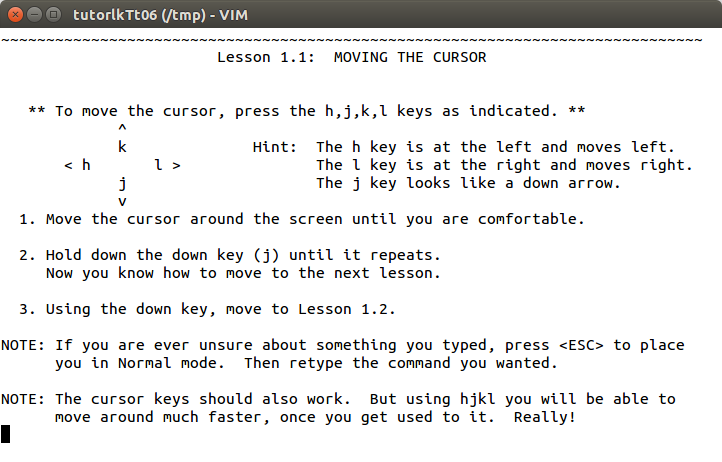 tutorlkTt06 (/tmp) - VIM
~~~~~~~~~~~~~~~~~~~~~~~~~~~~~~~~~~~~~~~~~~~~~~~~~~~~~~~~~~~~~~~~~~~~~~~~~~~~~~
                        Lesson 1.1:  MOVING THE CURSOR

   ** To move the cursor, press the h,j,k,l keys as indicated. **
             ^
             k              Hint:  The h key is at the left and moves left.
       < h       l >               The l key is at the right and moves right.
             j                     The j key looks like a down arrow.
             v
  1. Move the cursor around the screen until you are comfortable.

  2. Hold down the down key (j) until it repeats.
     Now you know how to move to the next lesson.

  3. Using the down key, move to Lesson 1.2.

NOTE: If you are ever unsure about something you typed, press <ESC> to place
      you in Normal mode.  Then retype the command you wanted.

NOTE: The cursor keys should also work.  But using hjkl you will be able to
      move around much faster, once you get used to it.  Really!